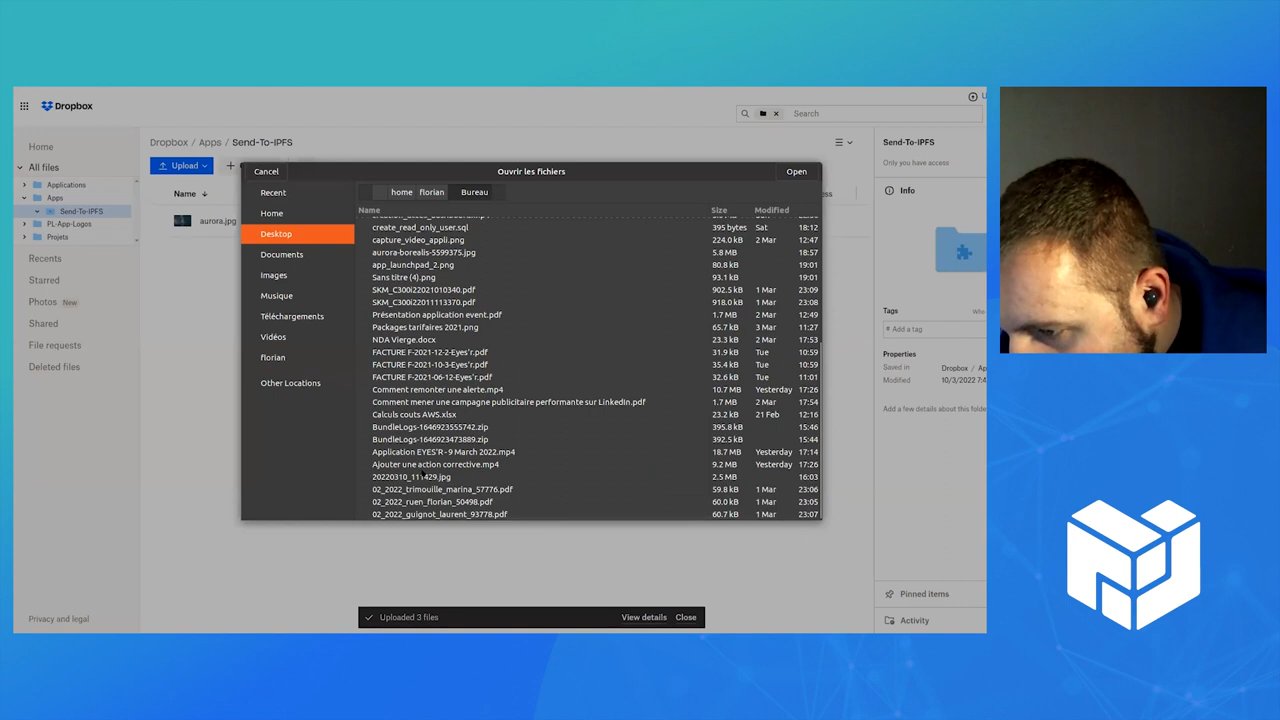 Dropbox
Search
Home
All files
Applications
Apps
Send-To-IPFS
PL-App-Logos
Projets
Recents
Starred
Photos New
Shared
File requests
Deleted files
Privacy and legal
Dropbox / Apps / Send-To-IPFS
Upload
Name
aurora.jpg
Cancel
Ouvrir les fichiers
Open
Recent
Home
Desktop
Documents
Images
Musique
Téléchargements
Vidéos
florian
Other Locations
home florian Bureau
Name Size Modified
create_read_only_user.sql 395 bytes Sat 18:12
capture_video_appli.png 224.0 kB 2 Mar 12:47
aurora-borealis-5599375.jpg 5.8 MB 18:57
app_launchpad_2.png 80.8 kB 19:01
Sans titre (4).png 93.1 kB 19:01
SKM_C300i22021010340.pdf 902.5 kB 1 Mar 23:09
SKM_C300i22011113370.pdf 918.0 kB 1 Mar 23:08
Présentation application event.pdf 1.7 MB 2 Mar 12:49
Packages tarifaires 2021.png 65.7 kB 3 Mar 11:27
NDA Vierge.docx 23.3 kB 2 Mar 17:53
FACTURE F-2021-12-2-Eyes'r.pdf 31.9 kB Tue 10:59
FACTURE F-2021-10-3-Eyes'r.pdf 35.4 kB Tue 10:59
FACTURE F-2021-06-12-Eyes'r.pdf 32.6 kB Tue 11:01
Comment remonter une alerte.mp4 10.7 MB Yesterday 17:26
Comment mener une campagne publicitaire performante sur LinkedIn.pdf 1.7 MB 2 Mar 17:54
Calculs couts AWS.xlsx 23.2 kB 21 Feb 12:16
BundleLogs-1646923555742.zip 395.8 kB 15:46
BundleLogs-1646923473889.zip 392.5 kB 15:44
Application EYES'R - 9 March 2022.mp4 18.7 MB Yesterday 17:14
Ajouter une action corrective.mp4 9.2 MB Yesterday 17:26
20220310_111429.jpg 2.5 MB 16:03
02_2022_trimouille_marina_57776.pdf 59.8 kB 1 Mar 23:06
02_2022_ruen_florian_50498.pdf 60.0 kB 1 Mar 23:05
02_2022_guignot_laurent_93778.pdf 60.7 kB 1 Mar 23:07
Uploaded 3 files View details Close
Send-To-IPFS
Only you have access
Info
Tags
# Add a tag
Properties
Saved in Dropbox /
Modified 10/3/2022
Add a few details about this
Pinned items
Activity